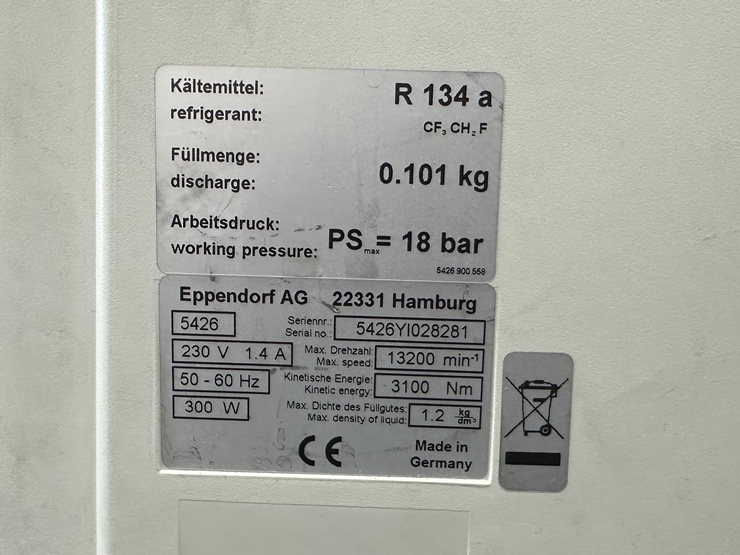 Kältemittel:
refrigerant:
R 134 a
CF₃ CH₂ F
Füllmenge:
discharge:
0.101 kg
Arbeitsdruck:
working pressure:
PSmax = 18 bar
5426 900 558
Eppendorf AG 22331 Hamburg
5426
Seriennr.:
Serial no.:
5426YI028281
230 V 1.4 A
Max. Drehzahl:
Max. speed:
13200 min⁻¹
50 - 60 Hz
Kinetische Energie:
Kinetic energy:
3100 Nm
300 W
Max. Dichte des Füllgutes:
Max. density of liquid:
1.2 kg/dm³
CE
Made in
Germany